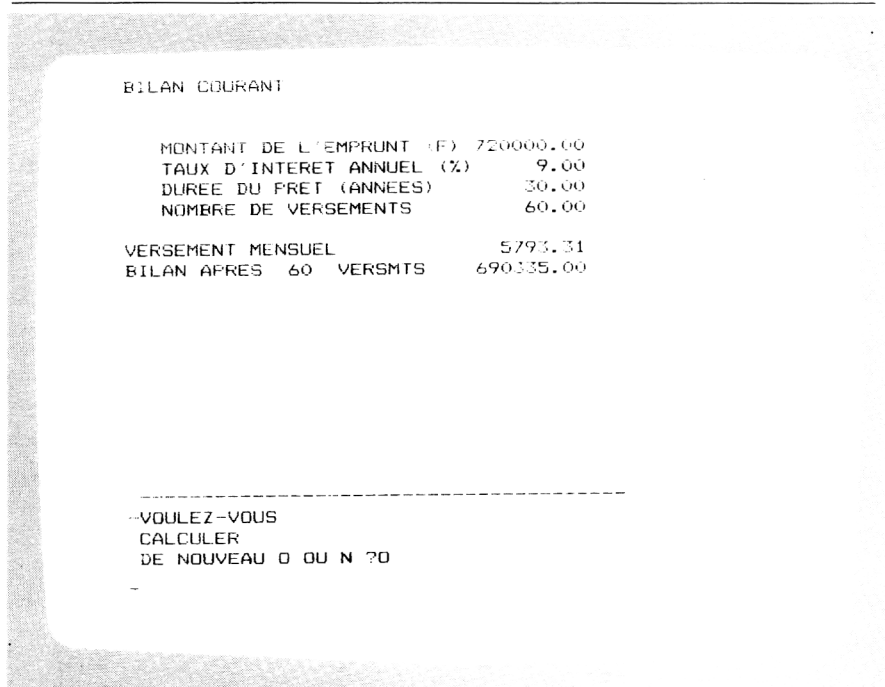 BILAN COURANT
MONTANT DE L'EMPRUNT (F) 720000.00
TAUX D'INTERET ANNUEL (%) 9.00
DUREE DU PRET (ANNEES) 30.00
NOMBRE DE VERSEMENTS 60.00
VERSEMENT MENSUEL 5793.31
BILAN APRES 60 VERSMTS 690335.00
VOULEZ-VOUS
CALCULER
DE NOUVEAU O OU N ?O